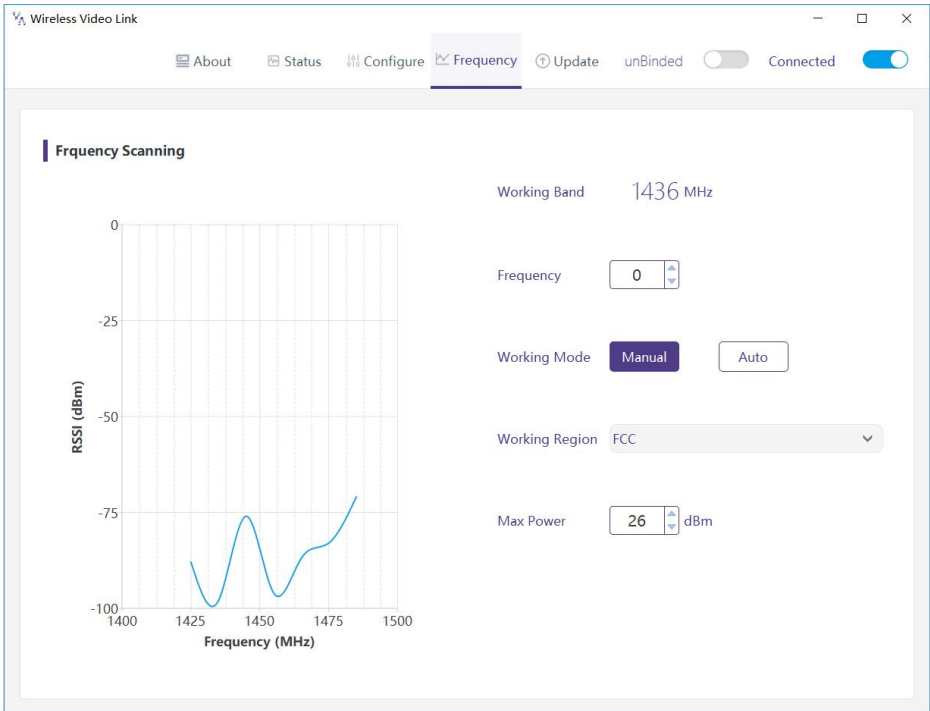 Wireless Video Link
About Status Configure Frequency Update unBinded Connected
Frquency Scanning
Working Band 1436 MHz
Frequency 0
Working Mode Manual Auto
Working Region FCC
Max Power 26 dBm
RSSI (dBm)
0
-25
-50
-75
-100
1400 1425 1450 1475 1500
Frequency (MHz)